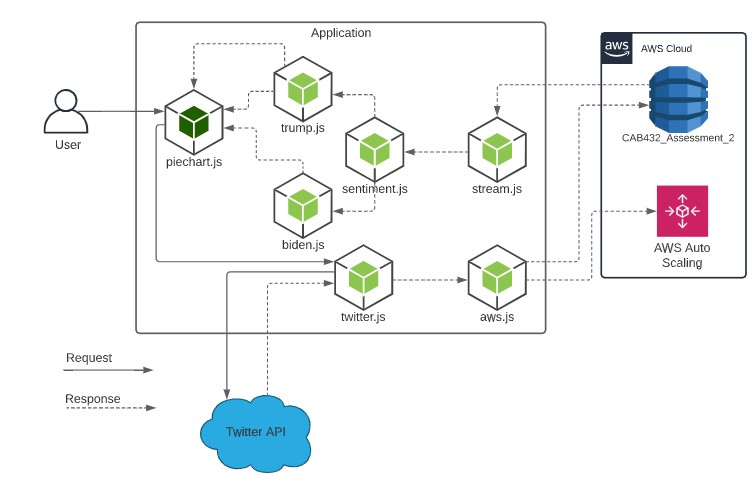 Application
aws
AWS Cloud
User
trump.js
piechart.js
CAB432_Assessment_2
sentiment.js
stream.js
biden.js
AWS Auto
Scaling
twitter.js
aws.js
Request
Response
Twitter API